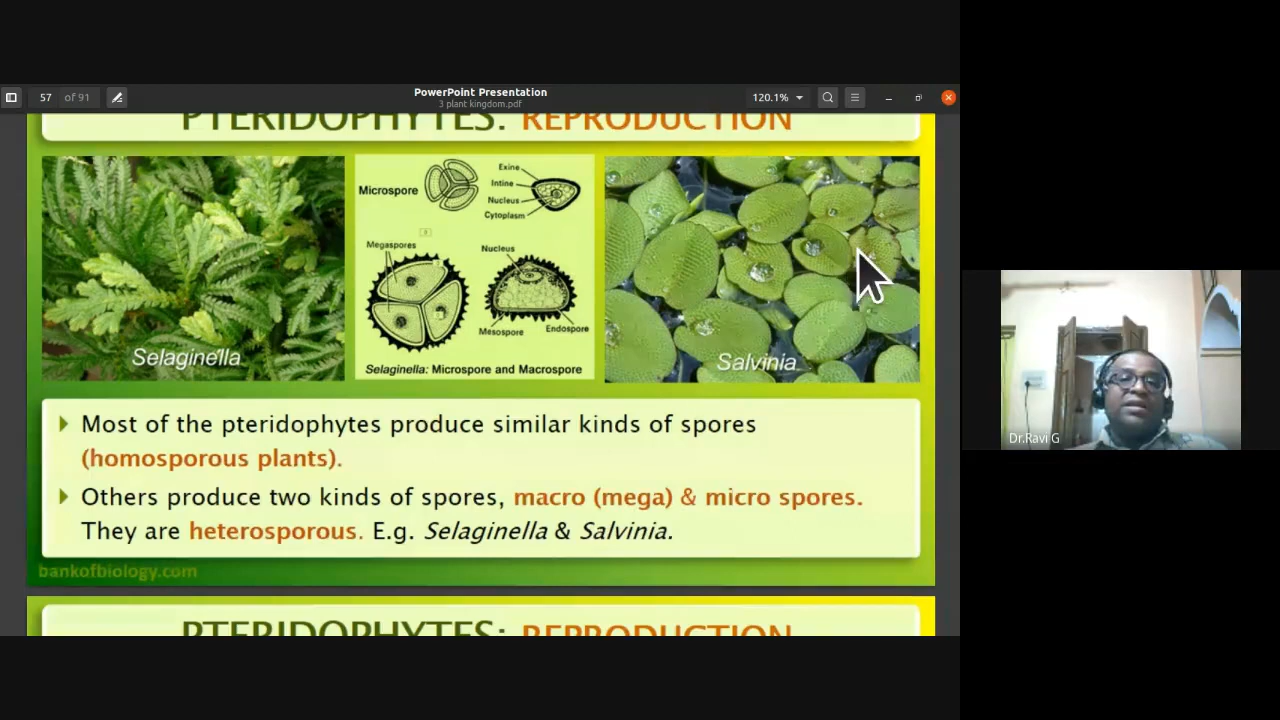 57 of 91
PowerPoint Presentation
3 plant kingdom.pdf
120.1%
PTERIDOPHYTES: REPRODUCTION
Selaginella
Microspore
Exine
Intine
Nucleus
Cytoplasm
Megaspores
Nucleus
Mesospore
Endospore
Selaginella: Microspore and Macrospore
Salvinia
Most of the pteridophytes produce similar kinds of spores
(homosporous plants).
Others produce two kinds of spores, macro (mega) & micro spores.
They are heterosporous. E.g. Selaginella & Salvinia.
bankofbiology.com
PTERIDOPHYTES: REPRODUCTION
Dr.Ravi G